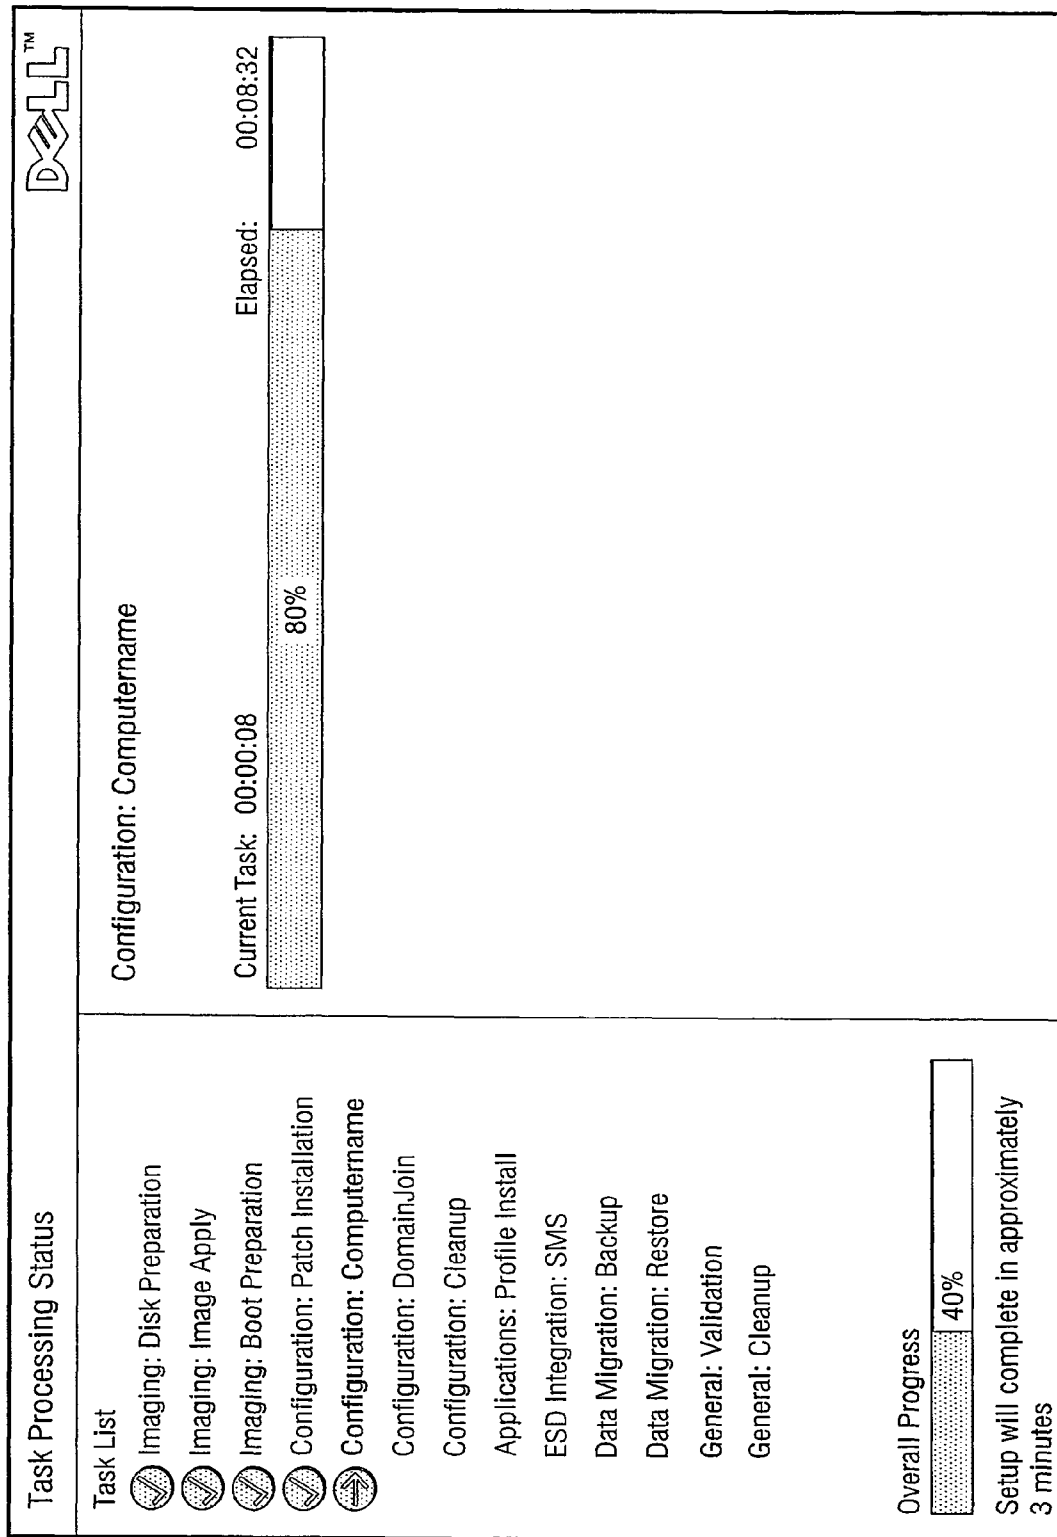 Task Processing Status
DELL™
Task List
Imaging: Disk Preparation
Imaging: Image Apply
Imaging: Boot Preparation
Configuration: Patch Installation
Configuration: Computername
Configuration: DomainJoin
Configuration: Cleanup
Applications: Profile Install
ESD Integration: SMS
Data Migration: Backup
Data Migration: Restore
General: Validation
General: Cleanup
Overall Progress
40%
Setup will complete in approximately
3 minutes
Configuration: Computername
Current Task: 00:00:08 Elapsed: 00:08:32
80%